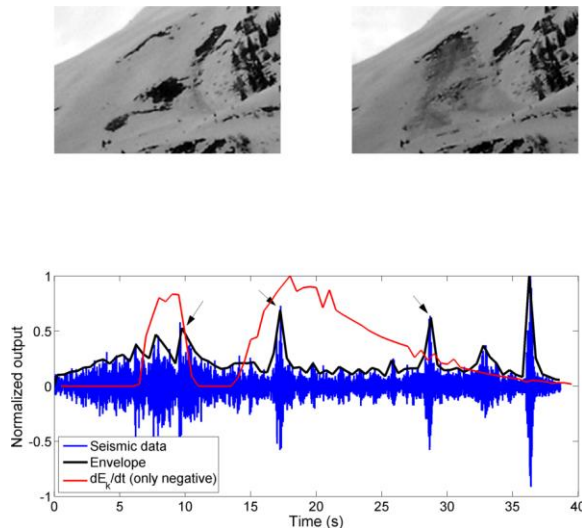 1
0.5
0
-0.5
-1
Normalized output
Seismic data
Envelope
dE_k/dt (only negative)
0 5 10 15 20 25 30 35 40
Time (s)